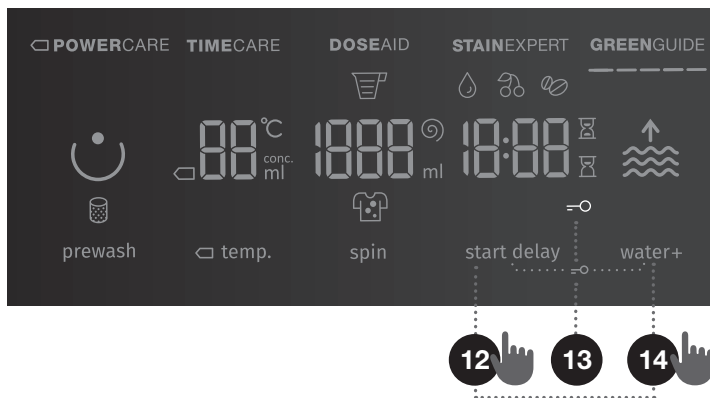 POWERCARE TIMECARE DOSEAID STAINEXPERT GREENGUIDE
88 °C 1888 18:88
conc.
ml ml
prewash temp. spin start delay water+
12 13 14